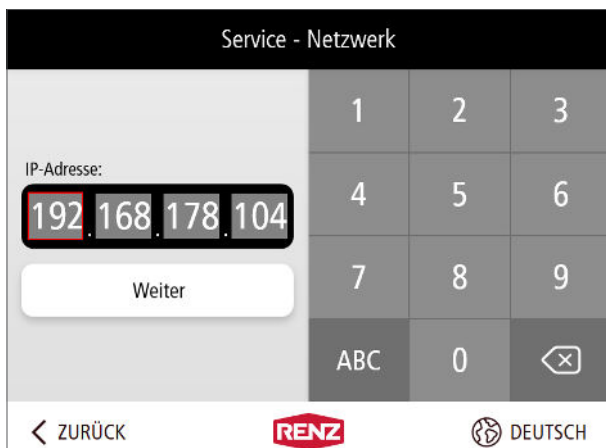 Service - Netzwerk
IP-Adresse:
192.168.178.104
Weiter
1 2 3
4 5 6
7 8 9
ABC 0
ZURÜCK
RENZ
DEUTSCH